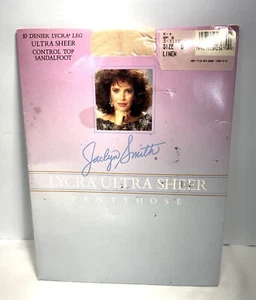 10 DENIER LYCRA® LEG
ULTRA SHEER
CONTROL TOP
SANDALFOOT
SIZE
LINEN
Jaclyn Smith
LYCRA ULTRA SHEER
PANTYHOSE